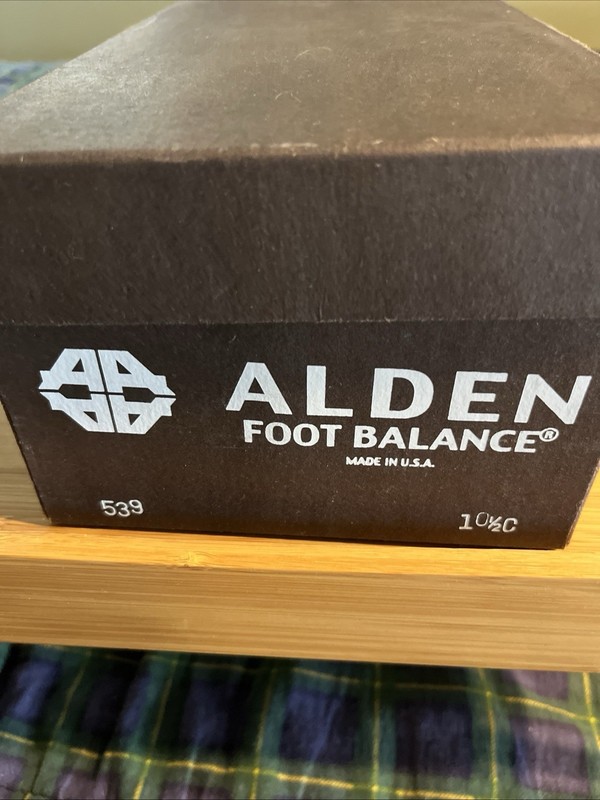 ALDEN
FOOT BALANCE®
MADE IN U.S.A.
539 10½C